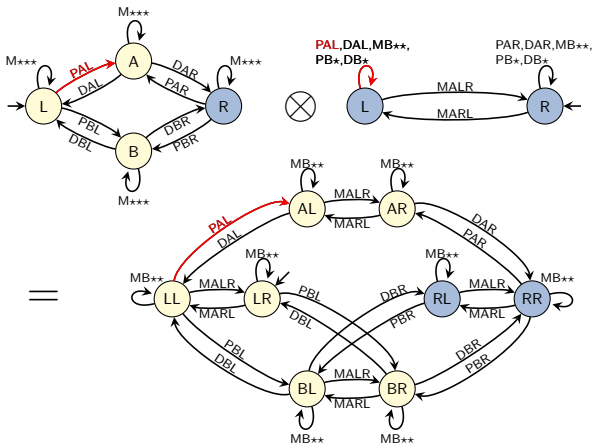 M⋆⋆⋆
PAL,DAL,MB⋆⋆,
PAR,DAR,MB⋆⋆,
PB⋆,DB⋆
PB⋆,DB⋆
M⋆⋆⋆
A
M⋆⋆⋆
PAL
DAR
DAL
PAR
MALR
L
R
⊗
L
R
MARL
PBL
DBR
DBL
PBR
B
M⋆⋆⋆
MB⋆⋆
MB⋆⋆
MALR
AL
AR
MARL
PAL
DAR
DAL
PAR
MB⋆⋆
MB⋆⋆
MB⋆⋆
MB⋆⋆
MALR
PBL
DBR
MALR
=
LL
LR
RL
RR
MARL
DBL
PBR
MARL
PBL
DBR
DBL
PBR
MALR
BL
BR
MARL
MB⋆⋆
MB⋆⋆